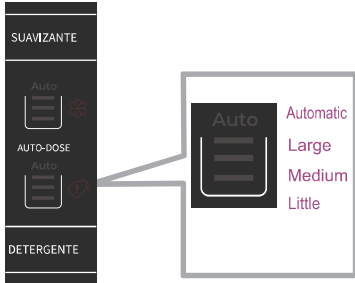 SUAVIZANTE
Auto
AUTO-DOSE
Auto
DETERGENTE
Auto
Automatic
Large
Medium
Little